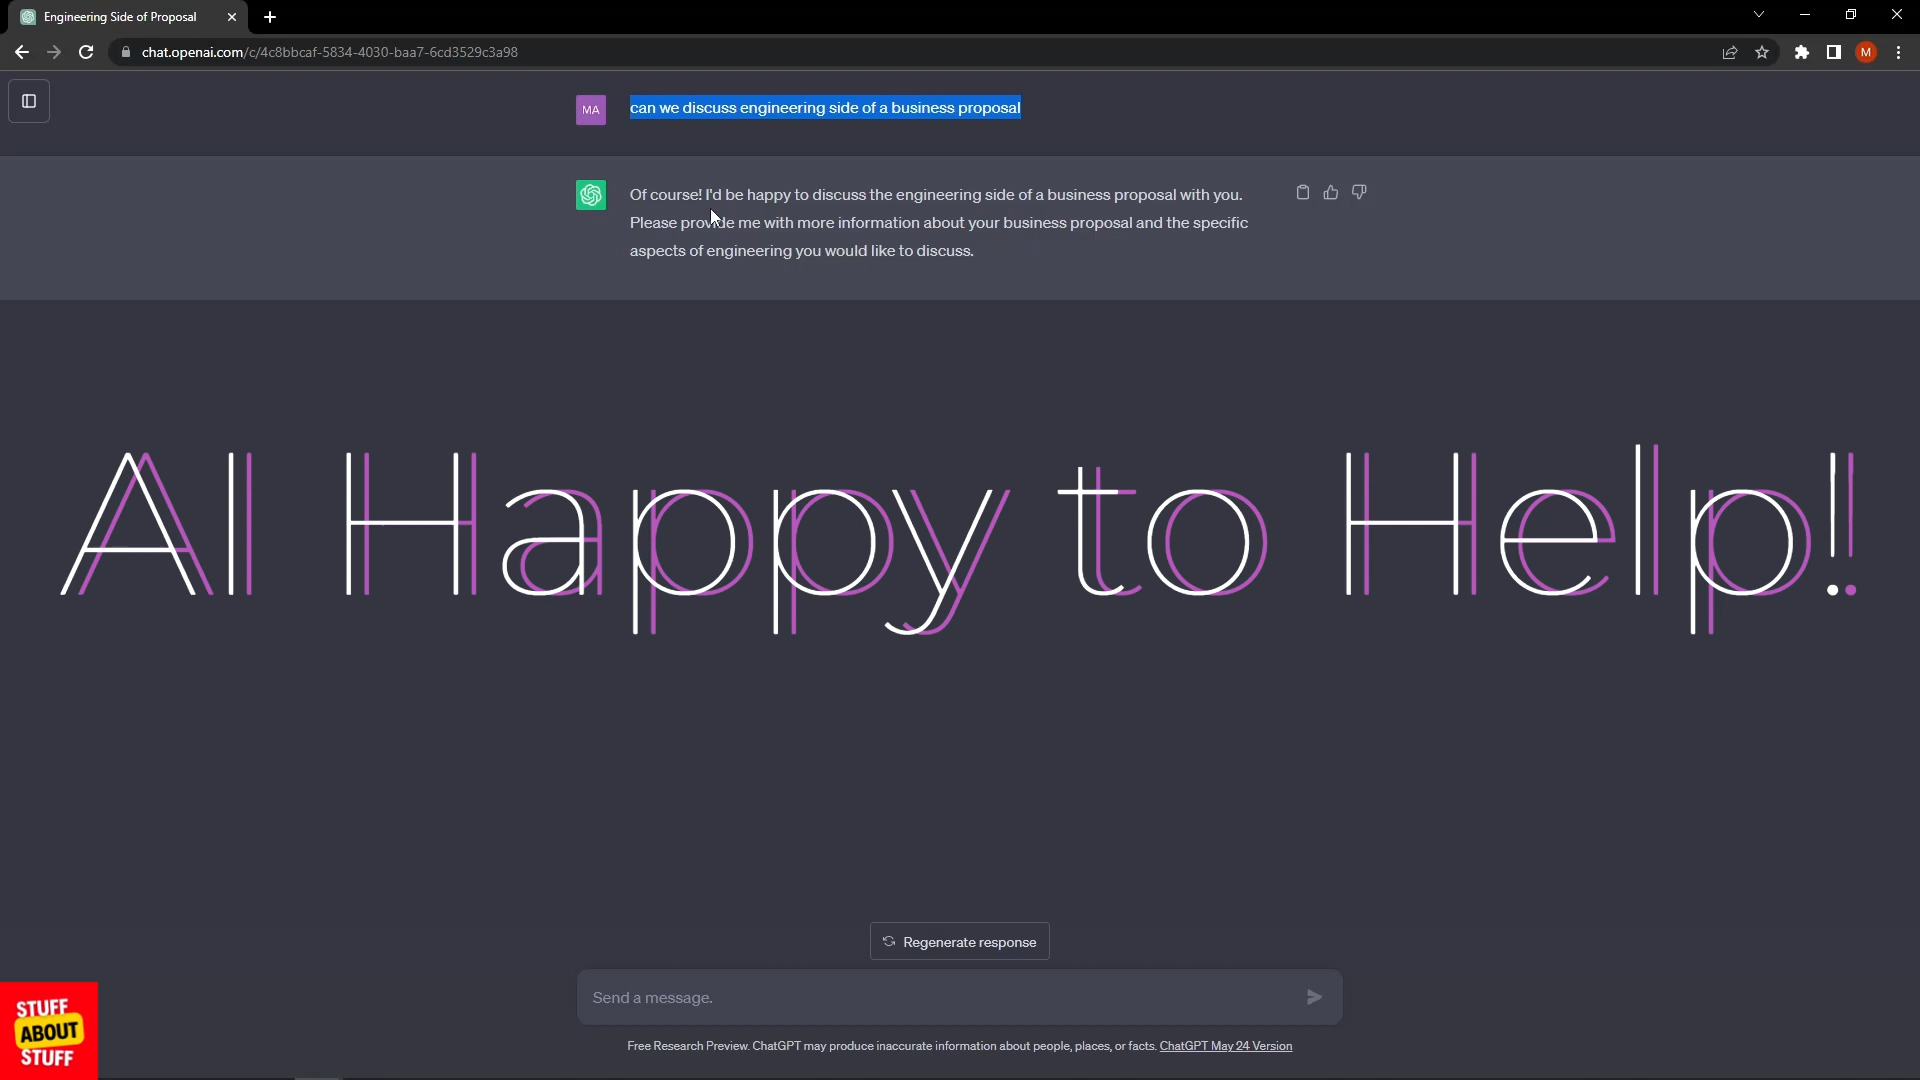 Engineering Side of Proposal
chat.openai.com/c/4c8bbcaf-5834-4030-baa7-6cd3529c3a98
M
MA
can we discuss engineering side of a business proposal
Of course! I'd be happy to discuss the engineering side of a business proposal with you.
Please provide me with more information about your business proposal and the specific
aspects of engineering you would like to discuss.
AI Happy to Help!
Regenerate response
Send a message.
Free Research Preview. ChatGPT may produce inaccurate information about people, places, or facts. ChatGPT May 24 Version
STUFF
ABOUT
STUFF